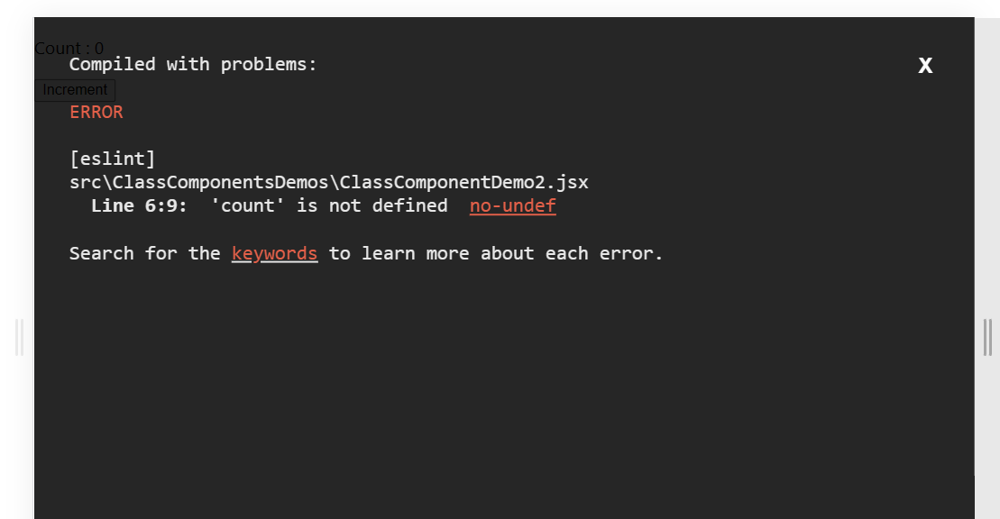 Count : 0
Compiled with problems:
X
Increment
ERROR
[eslint]
src\ClassComponentsDemos\ClassComponentDemo2.jsx
Line 6:9:  'count' is not defined  no-undef
Search for the keywords to learn more about each error.